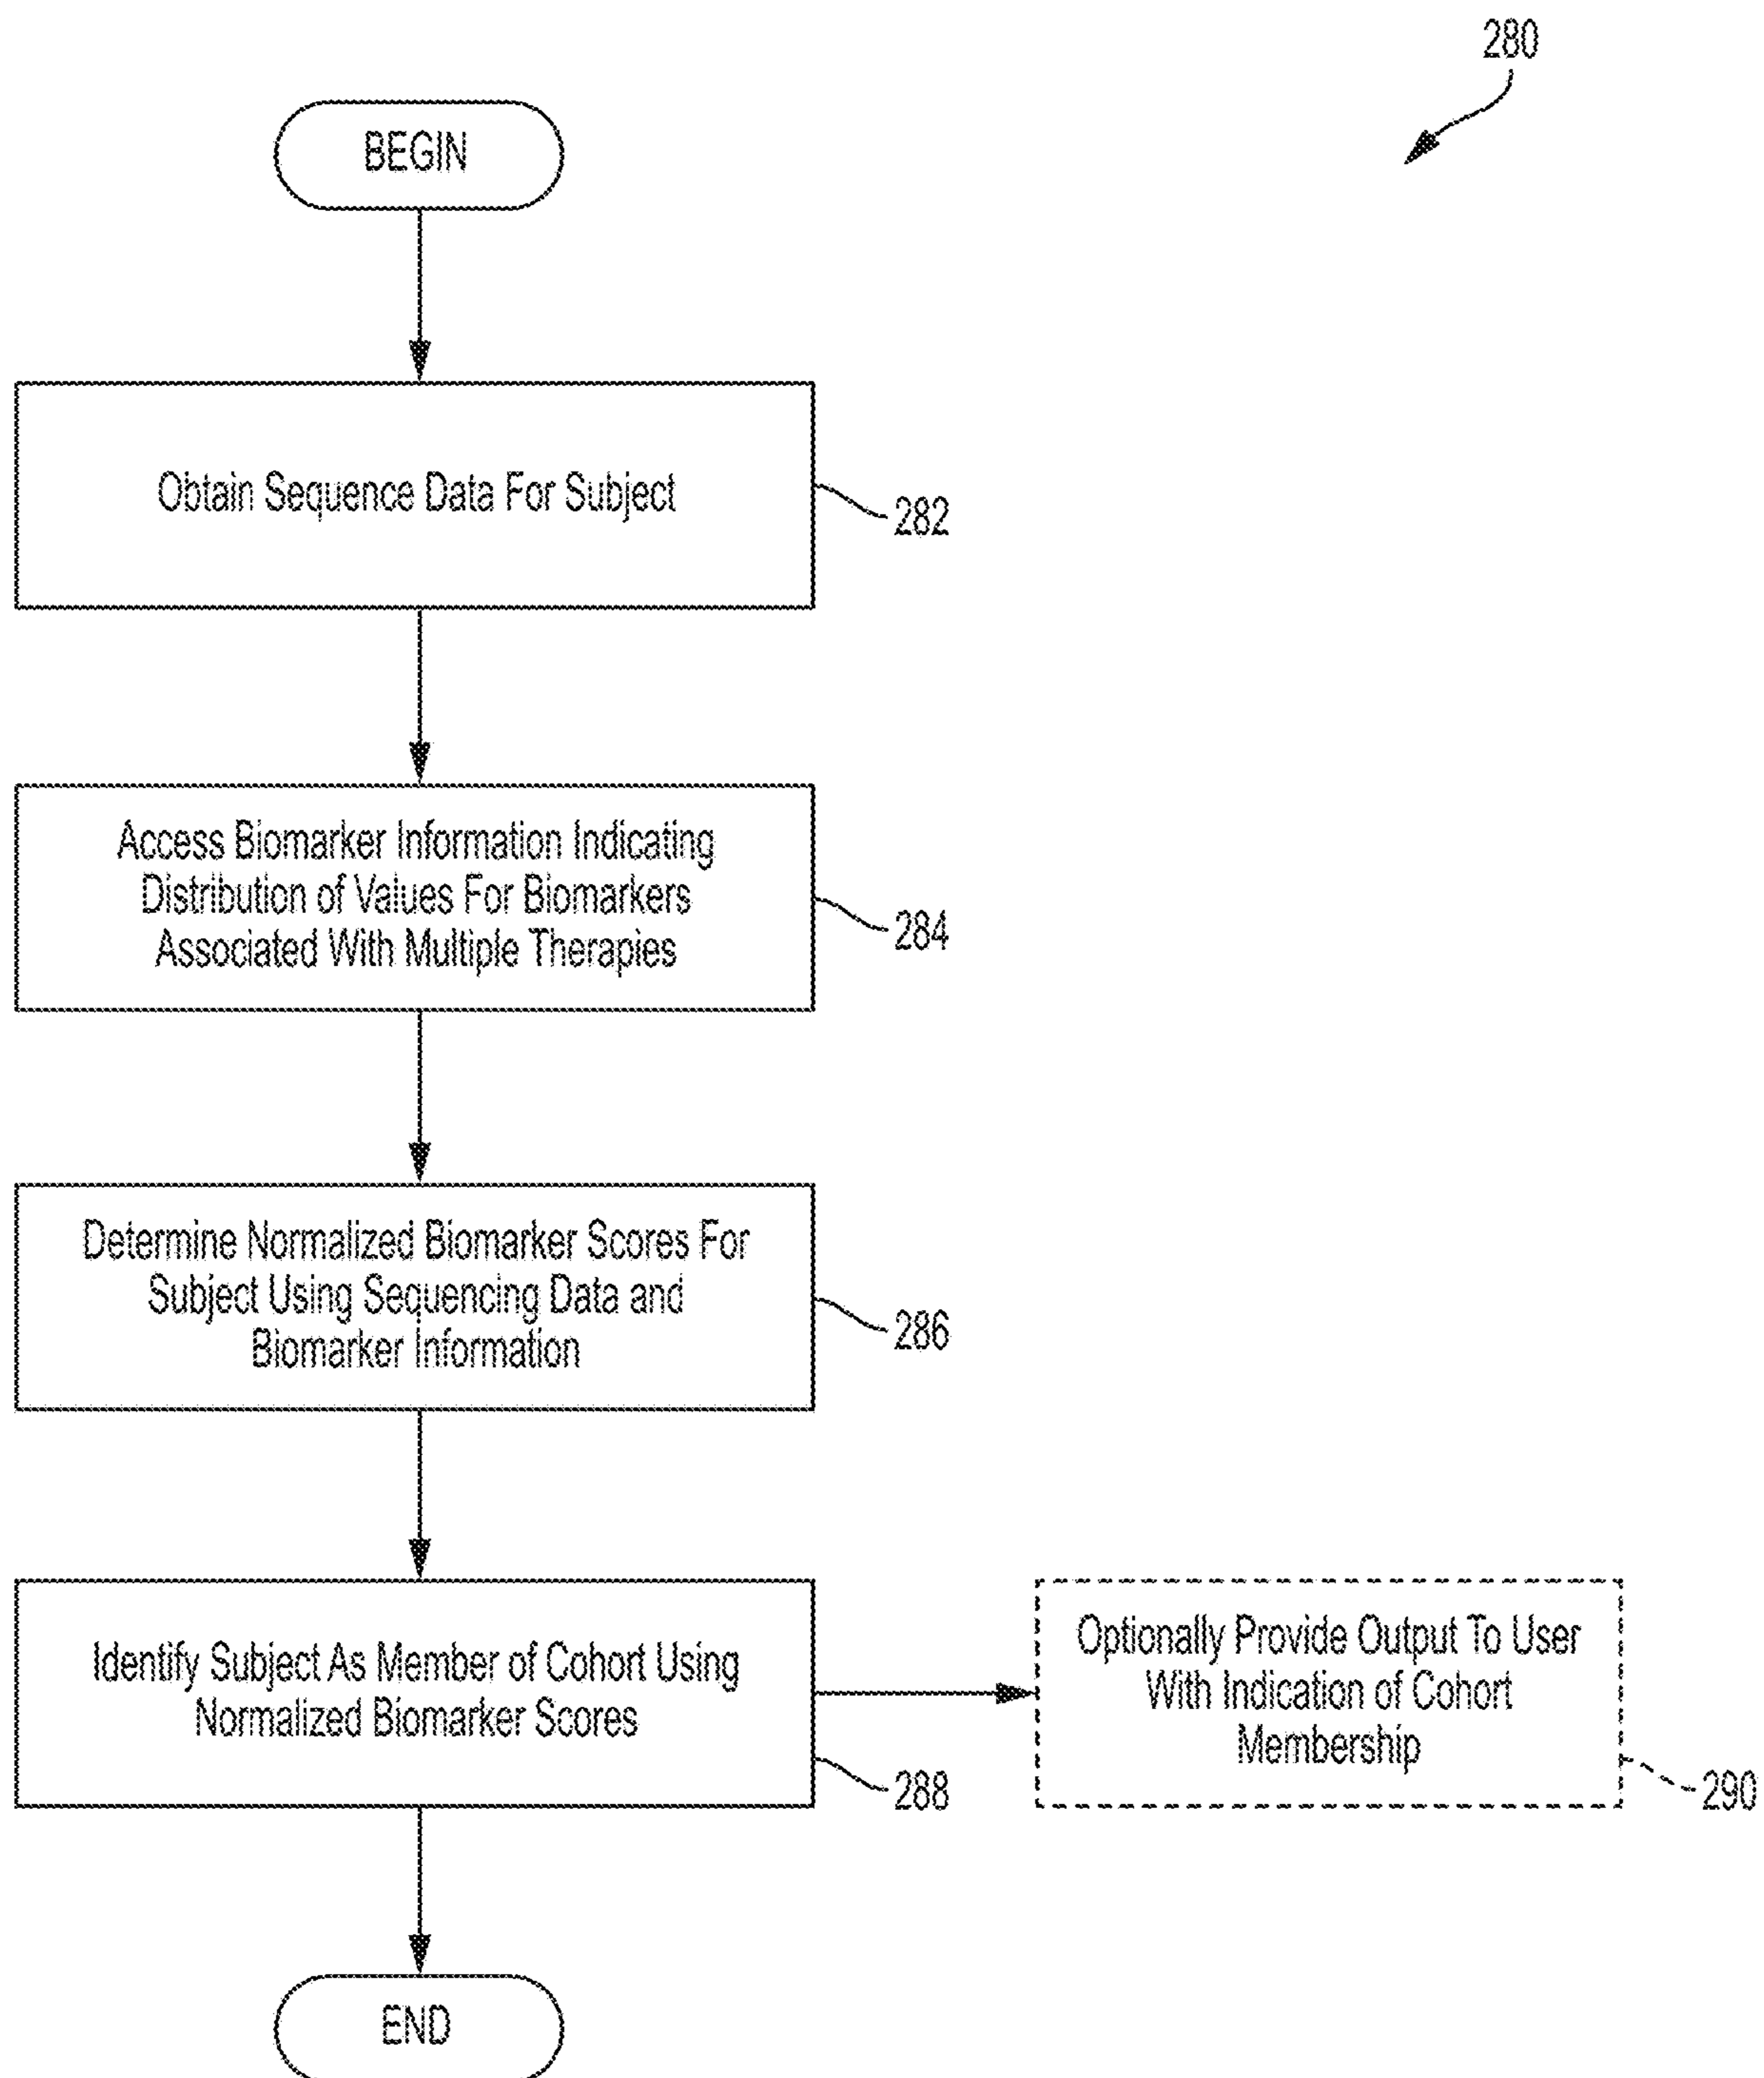 280
BEGIN
Obtain Sequence Data For Subject
282
Access Biomarker Information Indicating
Distribution of Values For Biomarkers
Associated With Multiple Therapies
284
Determine Normalized Biomarker Scores For
Subject Using Sequencing Data and
Biomarker Information
286
Identify Subject As Member of Cohort Using
Normalized Biomarker Scores
288
Optionally Provide Output To User
With Indication of Cohort
Membership
290
END